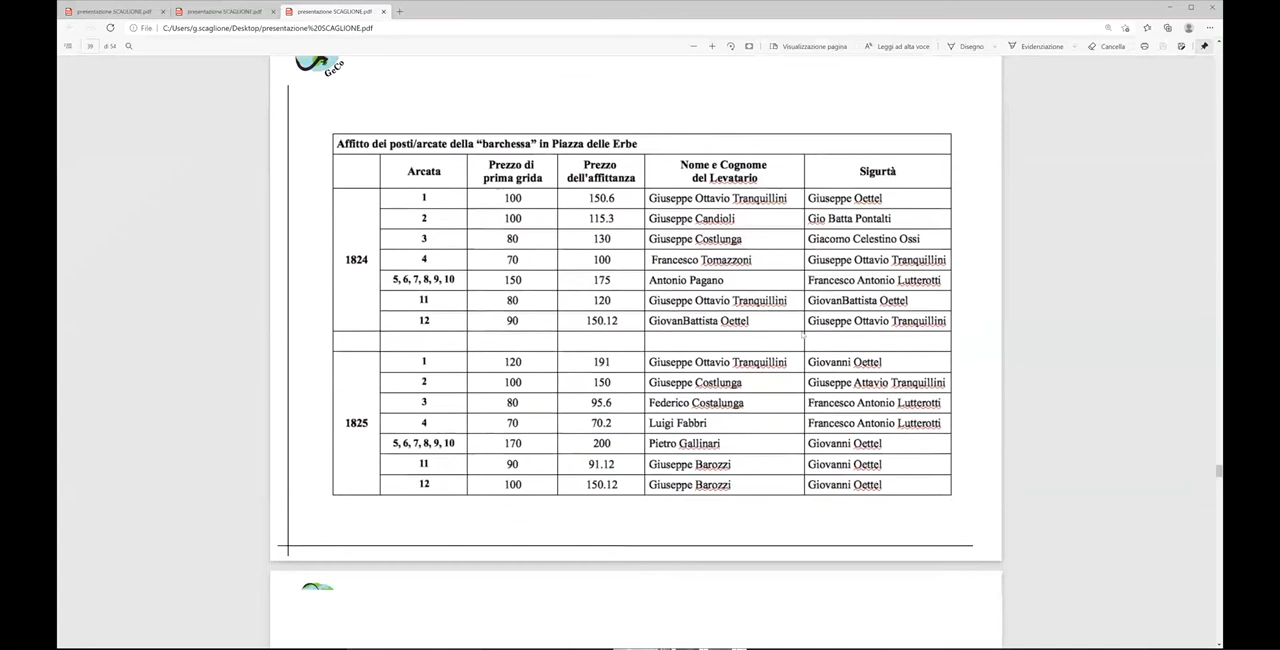 presentazione SCAGLIONE.pdf
presentazione SCAGLIONE.pdf
presentazione SCAGLIONE.pdf
File C:/Users/g.scaglione/Desktop/presentazione%20SCAGLIONE.pdf
39 di 54 Visualizzazione pagina Leggi ad alta voce Disegno Evidenziazione Cancella
GeCo
Affitto dei posti/arcate della “barchessa” in Piazza delle Erbe
Arcata Prezzo di prima grida Prezzo dell'affittanza Nome e Cognome del Levatario Sigurtà
1824
1 100 150.6 Giuseppe Ottavio Tranquillini Giuseppe Oettel
2 100 115.3 Giuseppe Candioli Gio Batta Pontalti
3 80 130 Giuseppe Costlunga Giacomo Celestino Ossi
4 70 100 Francesco Tomazzoni Giuseppe Ottavio Tranquillini
5, 6, 7, 8, 9, 10 150 175 Antonio Pagano Francesco Antonio Lutterotti
11 80 120 Giuseppe Ottavio Tranquillini GiovanBattista Oettel
12 90 150.12 GiovanBattista Oettel Giuseppe Ottavio Tranquillini
1825
1 120 191 Giuseppe Ottavio Tranquillini Giovanni Oettel
2 100 150 Giuseppe Costlunga Giuseppe Attavio Tranquillini
3 80 95.6 Federico Costalunga Francesco Antonio Lutterotti
4 70 70.2 Luigi Fabbri Francesco Antonio Lutterotti
5, 6, 7, 8, 9, 10 170 200 Pietro Gallinari Giovanni Oettel
11 90 91.12 Giuseppe Barozzi Giovanni Oettel
12 100 150.12 Giuseppe Barozzi Giovanni Oettel